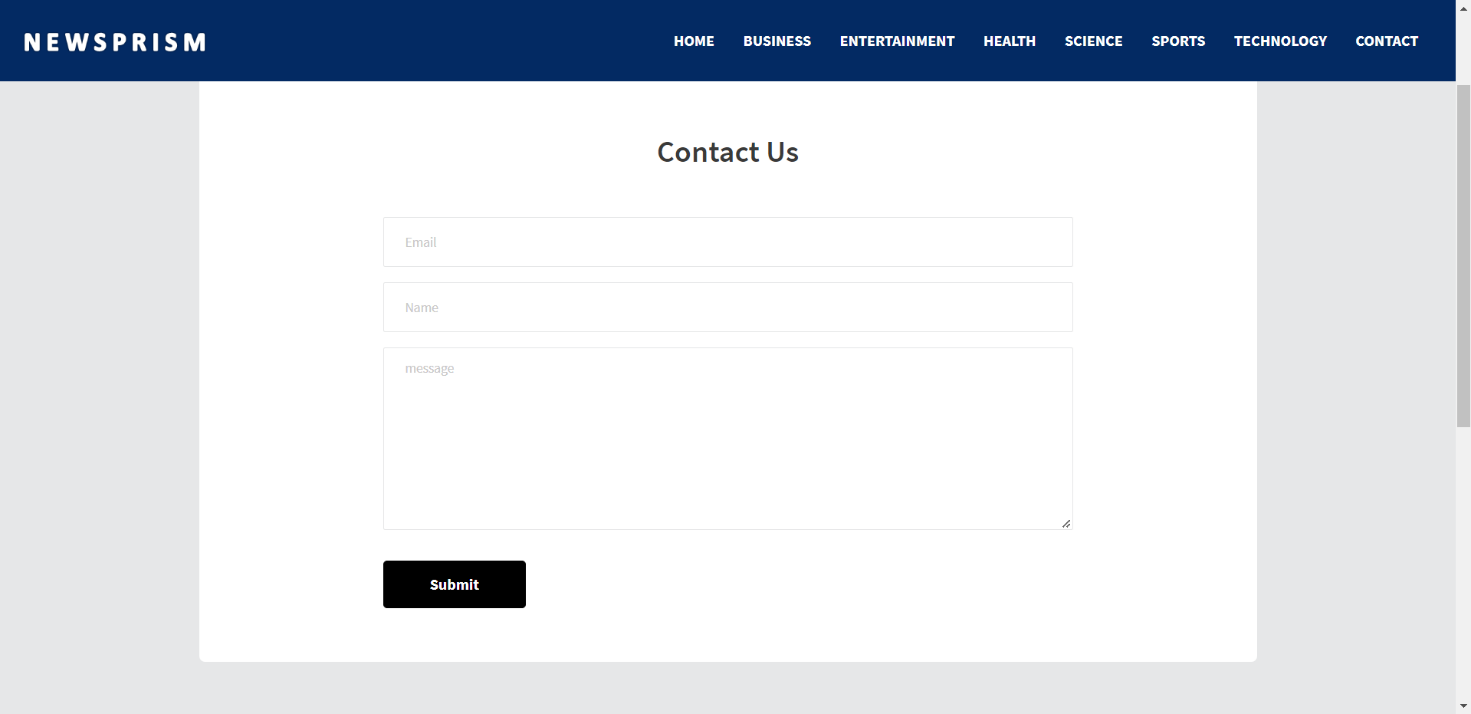 NEWSPRISM HOME BUSINESS ENTERTAINMENT HEALTH SCIENCE SPORTS TECHNOLOGY CONTACT
Contact Us
Email
Name
message
Submit